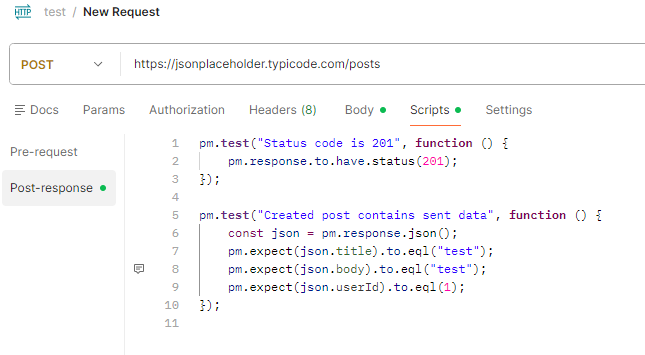 HTTP test / New Request
POST https://jsonplaceholder.typicode.com/posts
Docs Params Authorization Headers (8) Body Scripts Settings
Pre-request
Post-response
1 pm.test("Status code is 201", function () {
2 pm.response.to.have.status(201);
3 });
4
5 pm.test("Created post contains sent data", function () {
6 const json = pm.response.json();
7 pm.expect(json.title).to.eql("test");
8 pm.expect(json.body).to.eql("test");
9 pm.expect(json.userId).to.eql(1);
10 });
11